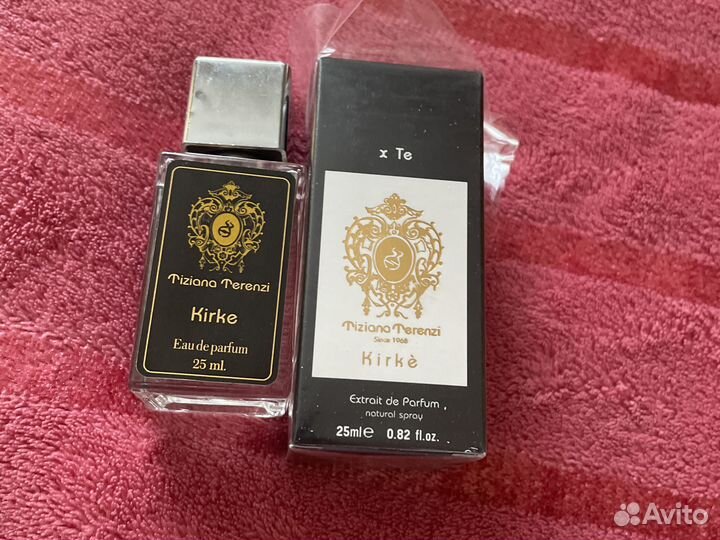 Tiziana Terenzi
Kirke
Eau de parfum
25 ml.
x Te
Tiziana Terenzi
Since 1968
Kirkè
Extrait de Parfum
natural spray
25ml℮ 0.82 fl.oz.
Avito